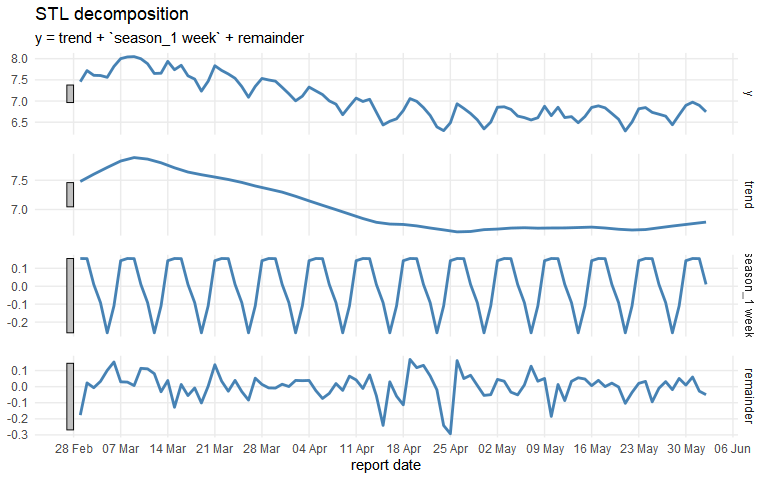 STL decomposition
y = trend + `season_1 week` + remainder
8.0
7.5
7.0
6.5
y
7.5
7.0
trend
0.1
0.0
-0.1
-0.2
season_1 week
0.1
0.0
-0.1
-0.2
-0.3
remainder
28 Feb 07 Mar 14 Mar 21 Mar 28 Mar 04 Apr 11 Apr 18 Apr 25 Apr 02 May 09 May 16 May 23 May 30 May 06 Jun
report date